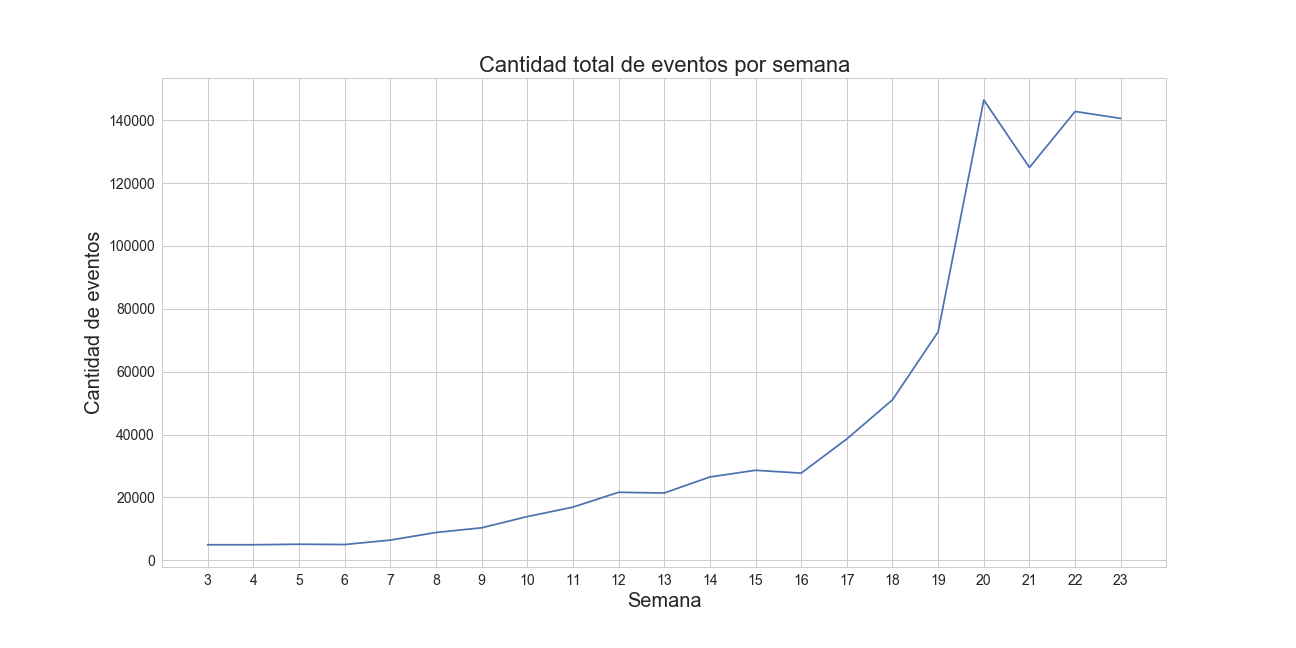 Cantidad total de eventos por semana
Cantidad de eventos
140000
120000
100000
80000
60000
40000
20000
0
3 4 5 6 7 8 9 10 11 12 13 14 15 16 17 18 19 20 21 22 23
Semana